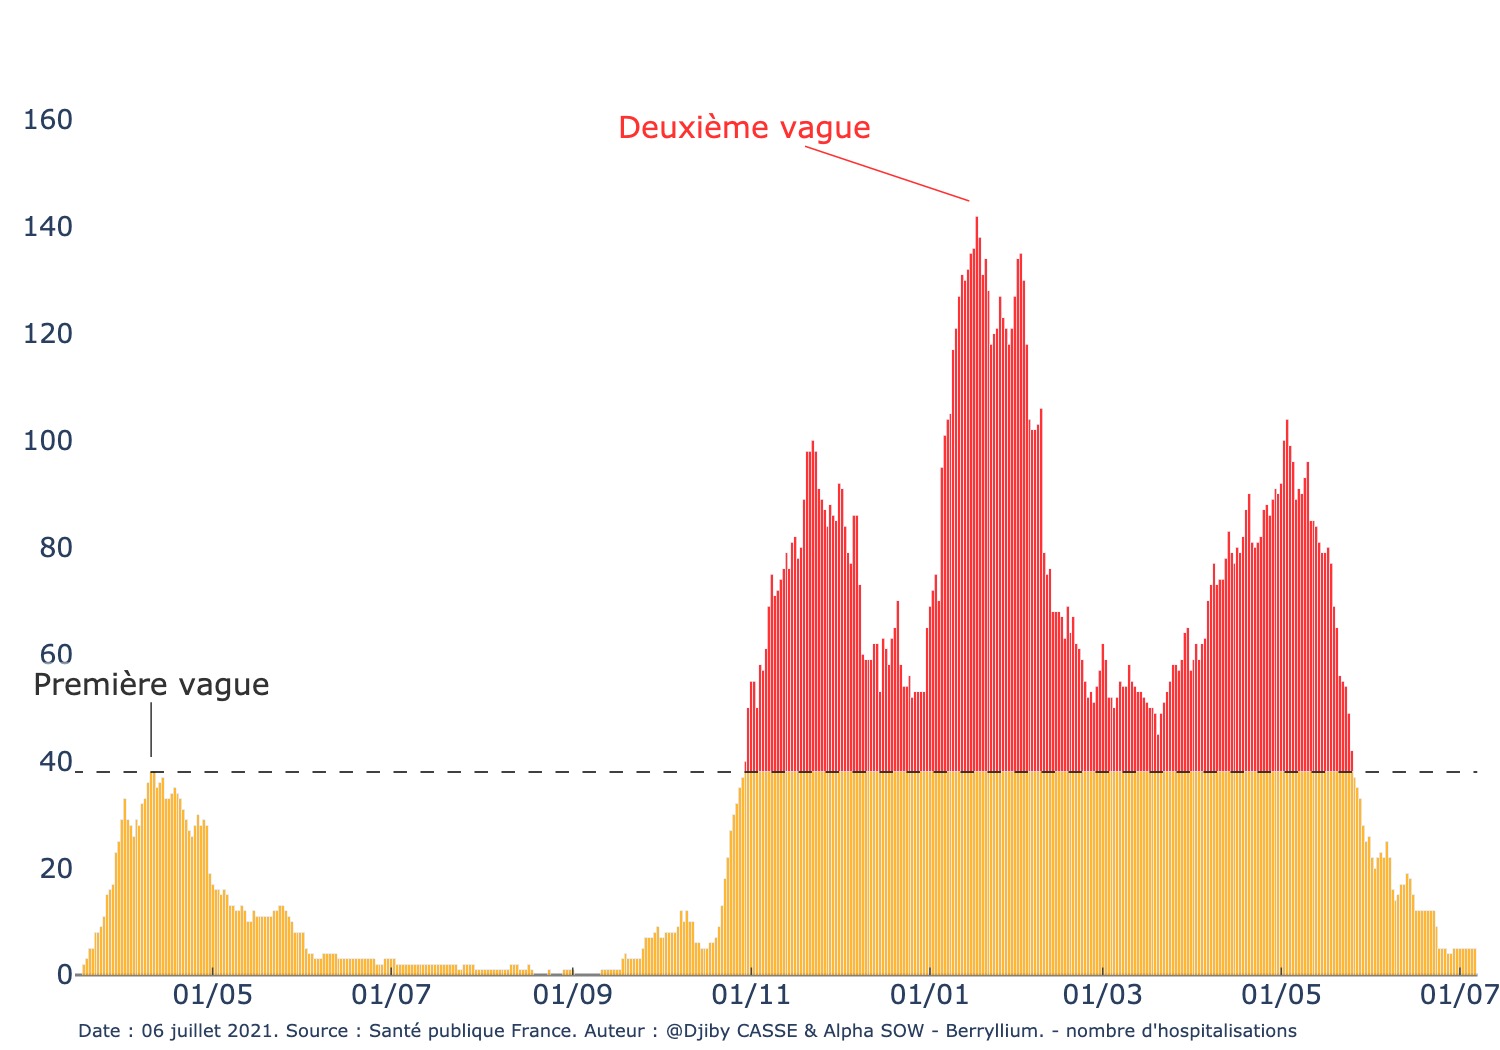 160
Deuxième vague
140
120
100
80
60
Première vague
40
20
0
01/05 01/07 01/09 01/11 01/01 01/03 01/05 01/07
Date : 06 juillet 2021. Source : Santé publique France. Auteur : @Djiby CASSE & Alpha SOW - Berryllium. - nombre d'hospitalisations